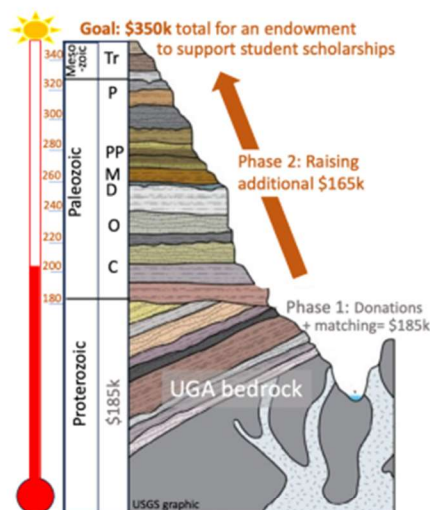 Goal: $350k total for an endowment
to support student scholarships
340
320
300
280
260
240
220
200
180
Meso
-zoic
Paleozoic
Proterozoic
Tr
P
PP
M
D
O
C
$185k
Phase 2: Raising
additional $165k
Phase 1: Donations
+ matching= $185k
UGA bedrock
USGS graphic